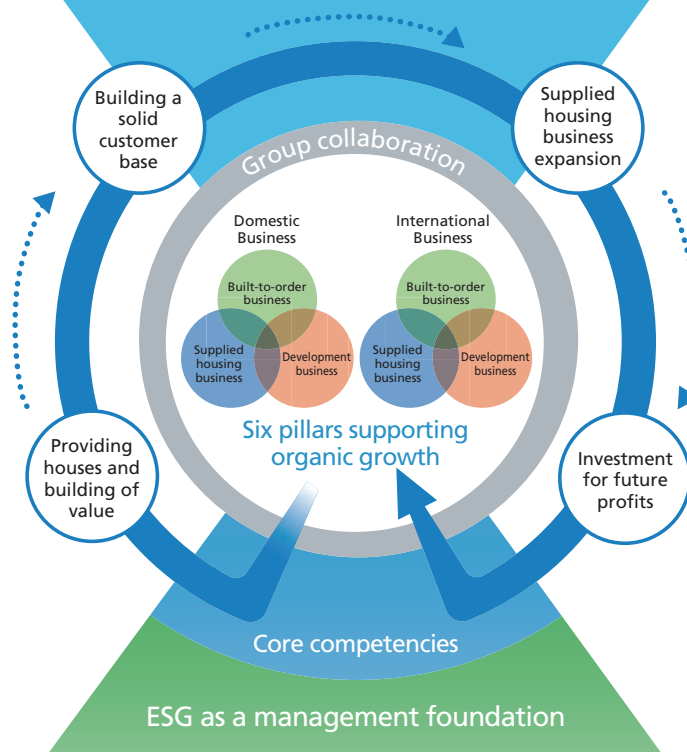 Building a
solid
customer
base
Supplied
housing
business
expansion
Group collaboration
Domestic
Business
Built-to-order
business
Supplied
housing
business
Development
business
International
Business
Built-to-order
business
Supplied
housing
business
Development
business
Six pillars supporting
organic growth
Providing
houses and
building of
value
Investment
for future
profits
Core competencies
ESG as a management foundation